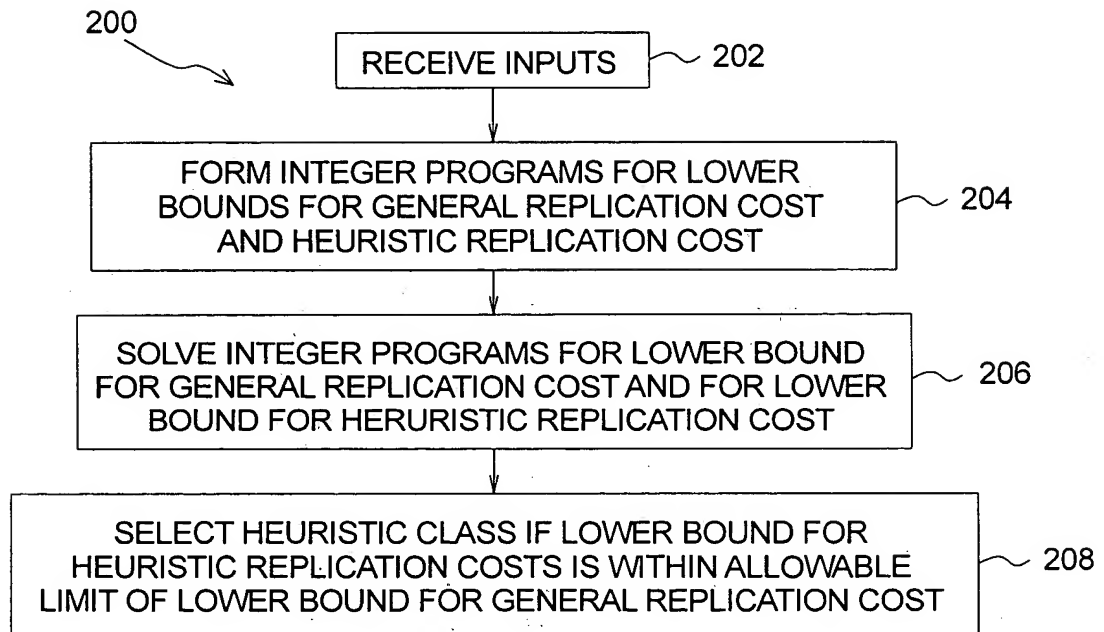 200
RECEIVE INPUTS
202
FORM INTEGER PROGRAMS FOR LOWER
BOUNDS FOR GENERAL REPLICATION COST
AND HEURISTIC REPLICATION COST
204
SOLVE INTEGER PROGRAMS FOR LOWER BOUND
FOR GENERAL REPLICATION COST AND FOR LOWER
BOUND FOR HERURISTIC REPLICATION COST
206
SELECT HEURISTIC CLASS IF LOWER BOUND FOR
HEURISTIC REPLICATION COSTS IS WITHIN ALLOWABLE
LIMIT OF LOWER BOUND FOR GENERAL REPLICATION COST
208